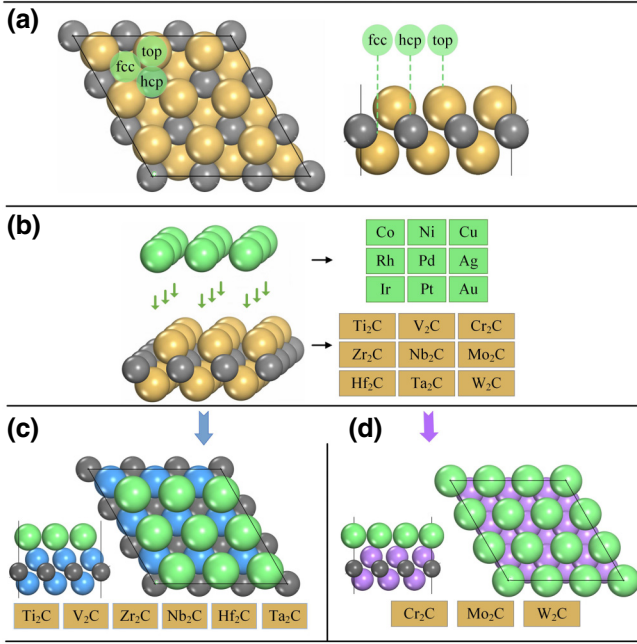 (a)
top
fcc
hcp
fcc hcp top
(b)
Co Ni Cu
Rh Pd Ag
Ir Pt Au
Ti₂C V₂C Cr₂C
Zr₂C Nb₂C Mo₂C
Hf₂C Ta₂C W₂C
(c)
Ti₂C V₂C Zr₂C Nb₂C Hf₂C Ta₂C
(d)
Cr₂C Mo₂C W₂C